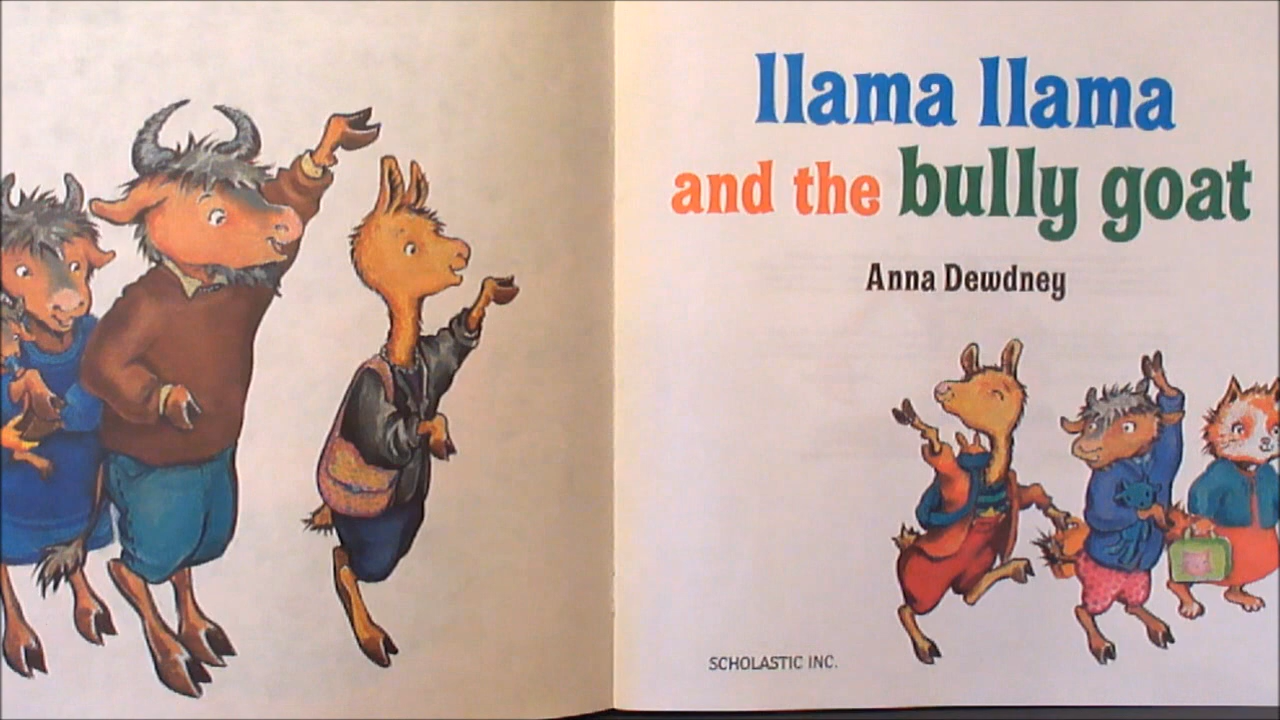 llama llama
and the bully goat
Anna Dewdney
SCHOLASTIC INC.